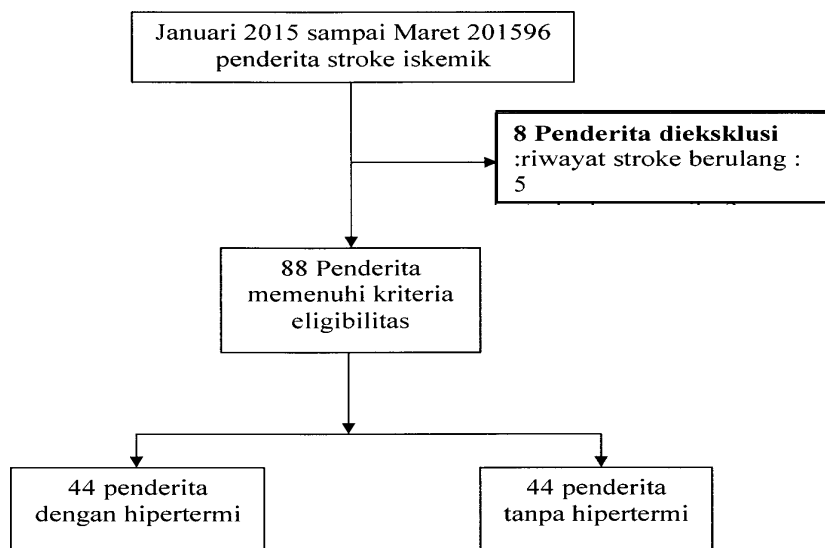 Januari 2015 sampai Maret 201596
penderita stroke iskemik
8 Penderita dieksklusi
:riwayat stroke berulang :
5
88 Penderita
memenuhi kriteria
eligibilitas
44 penderita
dengan hipertermi
44 penderita
tanpa hipertermi